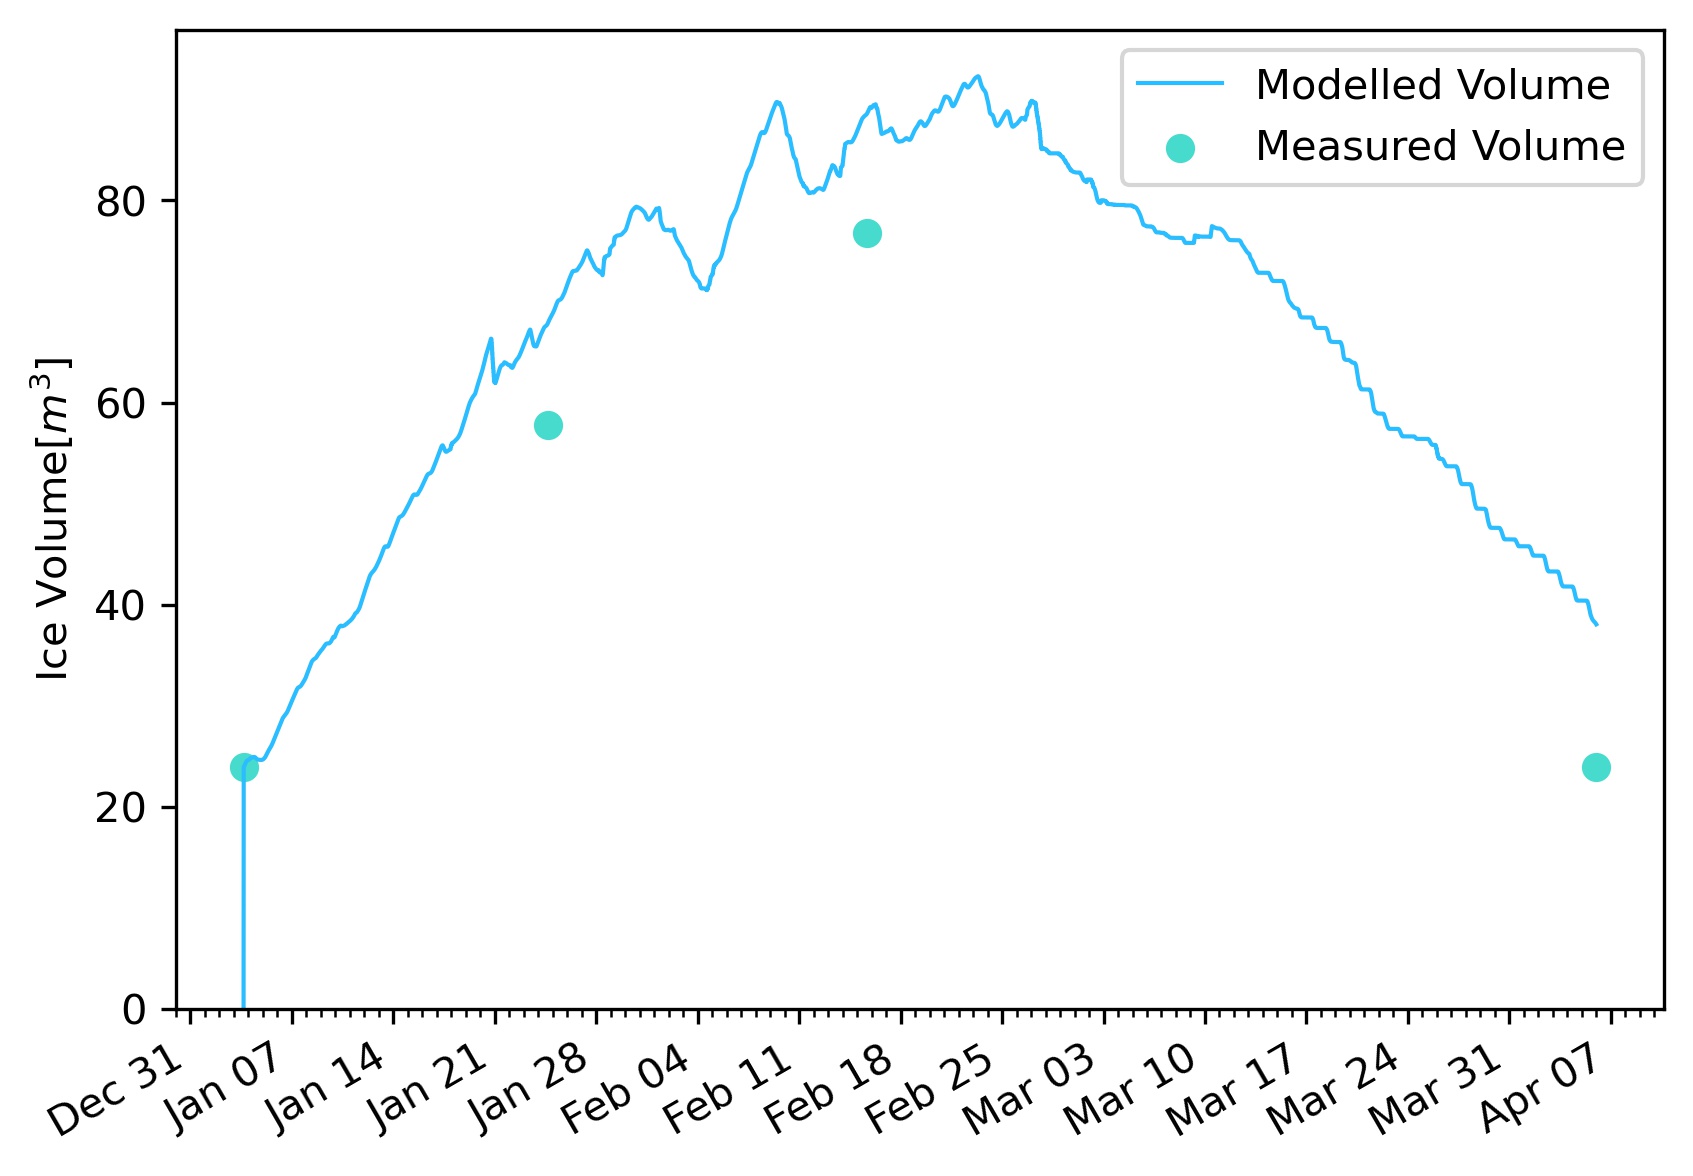 Modelled Volume
Measured Volume
Ice Volume[m³]
80
60
40
20
0
Dec 31
Jan 07
Jan 14
Jan 21
Jan 28
Feb 04
Feb 11
Feb 18
Feb 25
Mar 03
Mar 10
Mar 17
Mar 24
Mar 31
Apr 07